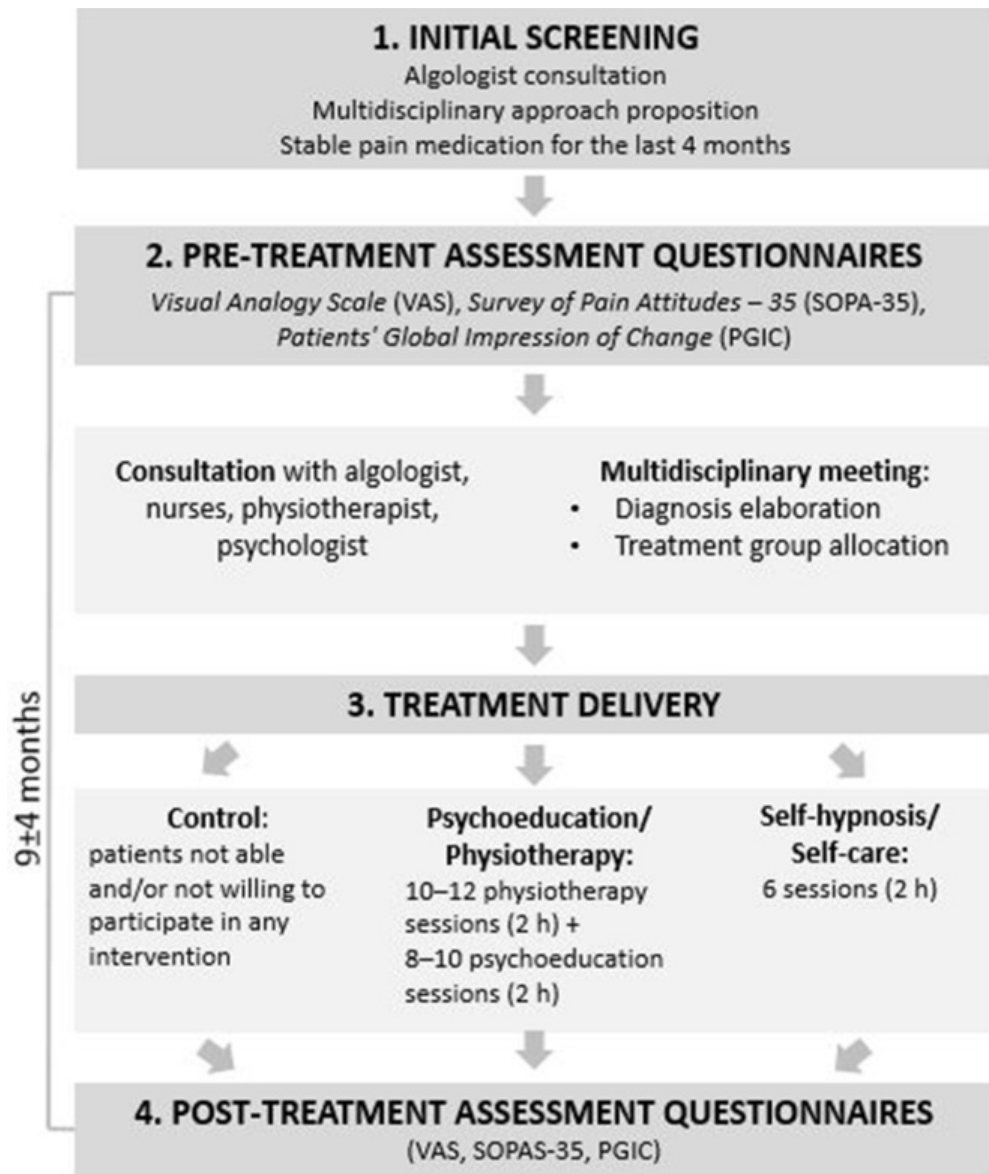 1. INITIAL SCREENING
Algologist consultation
Multidisciplinary approach proposition
Stable pain medication for the last 4 months
2. PRE-TREATMENT ASSESSMENT QUESTIONNAIRES
Visual Analogy Scale (VAS), Survey of Pain Attitudes – 35 (SOPA-35),
Patients' Global Impression of Change (PGIC)
Consultation with algologist,
nurses, physiotherapist,
psychologist
Multidisciplinary meeting:
• Diagnosis elaboration
• Treatment group allocation
3. TREATMENT DELIVERY
Control:
patients not able
and/or not willing to
participate in any
intervention
Psychoeducation/
Physiotherapy:
10–12 physiotherapy
sessions (2 h) +
8–10 psychoeducation
sessions (2 h)
Self-hypnosis/
Self-care:
6 sessions (2 h)
9±4 months
4. POST-TREATMENT ASSESSMENT QUESTIONNAIRES
(VAS, SOPAS-35, PGIC)